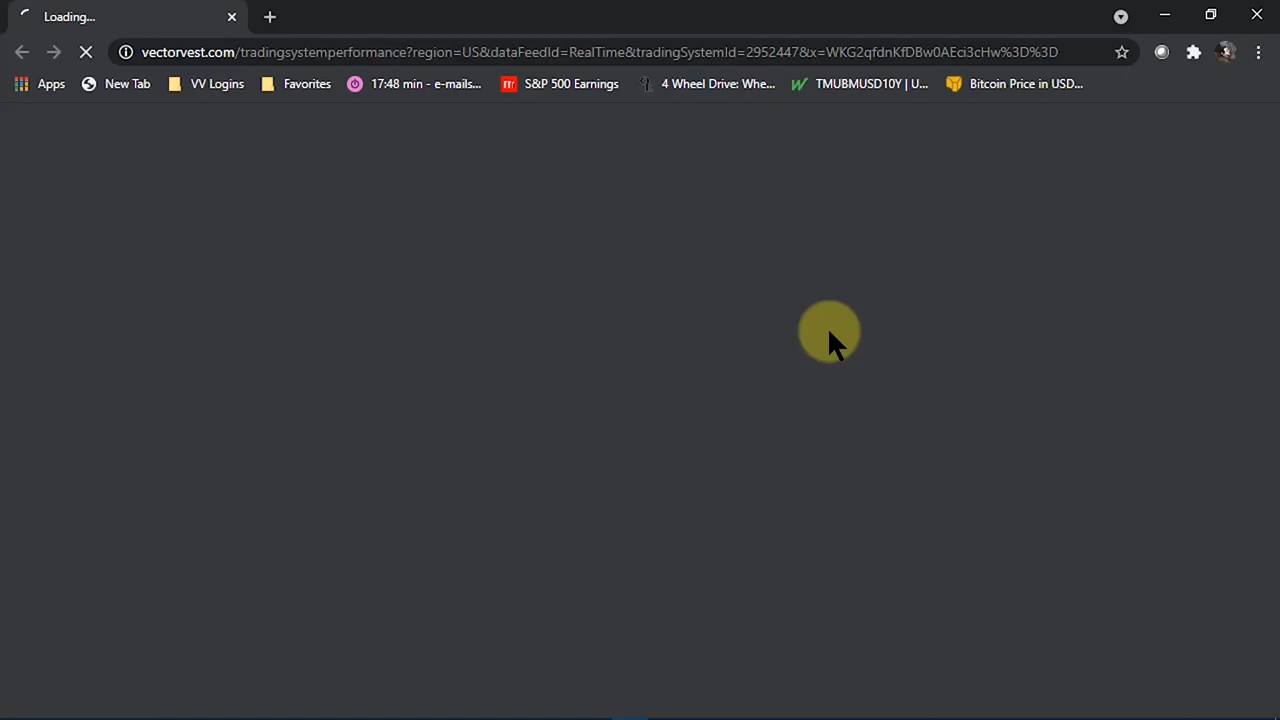 Loading...
vectorvest.com/tradingsystemperformance?region=US&dataFeedId=RealTime&tradingSystemId=2952447&x=WKG2qfdnKfDBw0AFci3cHw%3D%3D
Apps New Tab VV Logins Favorites 17:48 min - e-mails... S&P 500 Earnings 4 Wheel Drive: Whe... TMUBMUSD10Y | U... Bitcoin Price in USD...